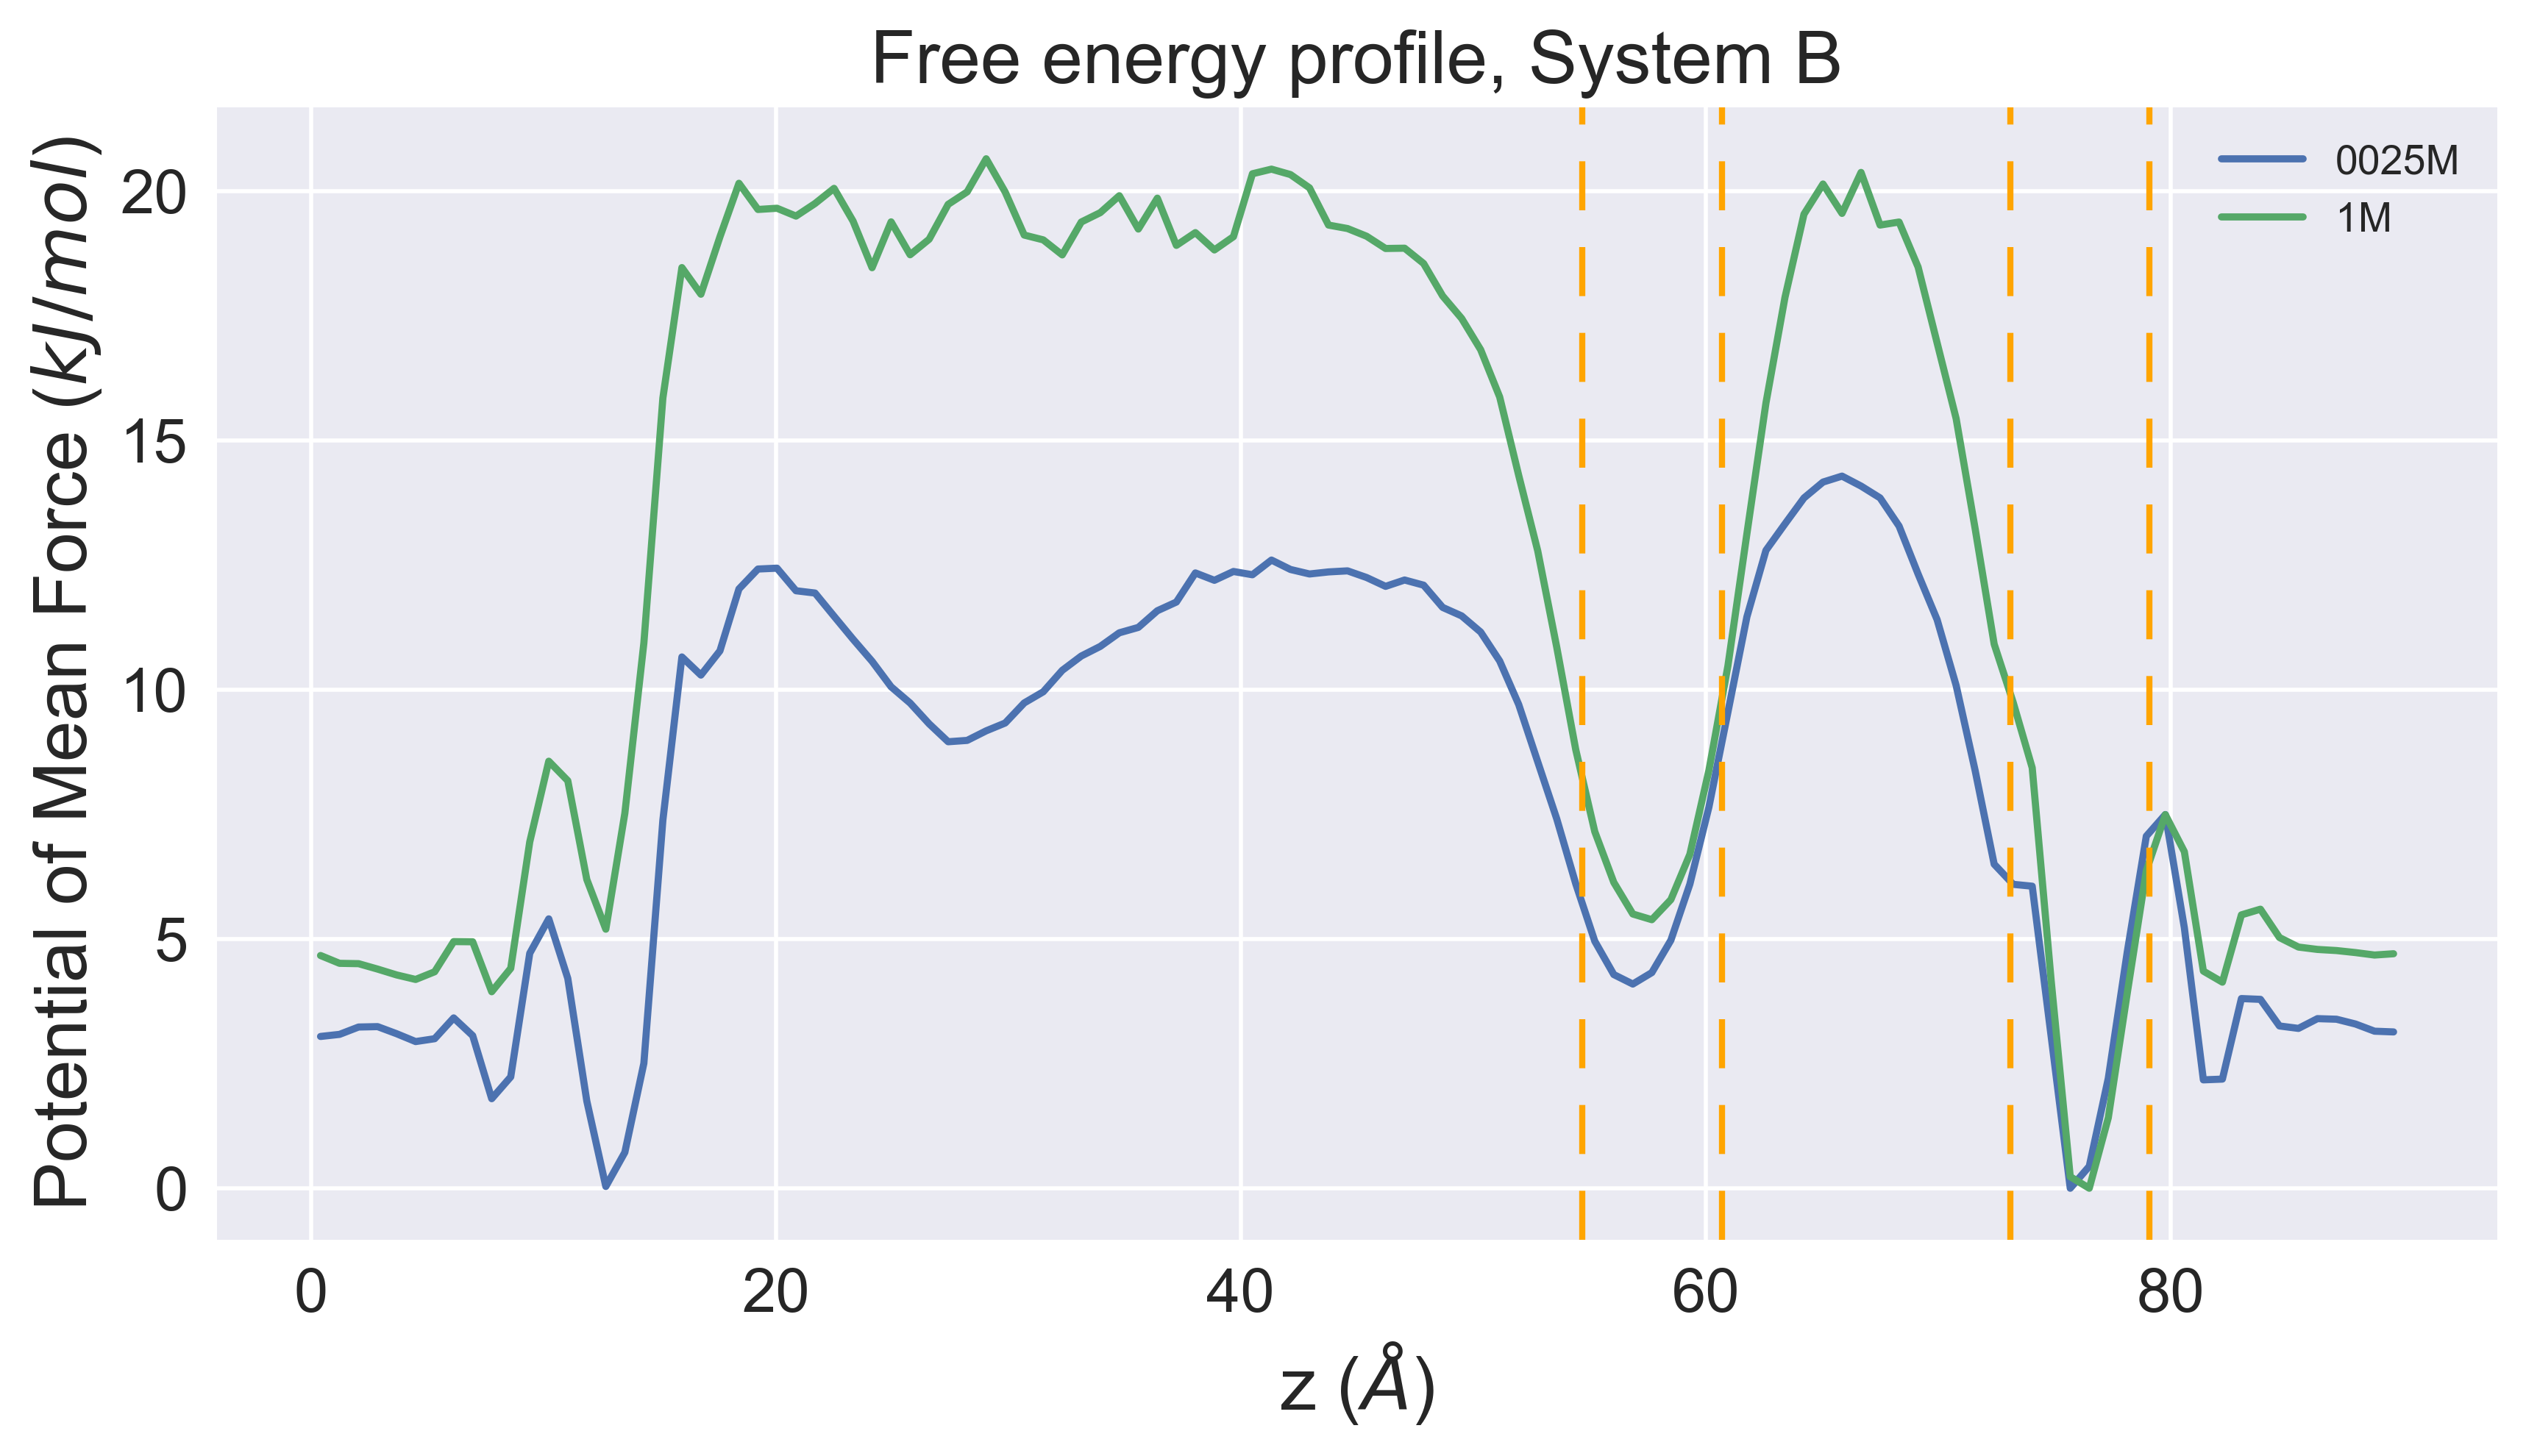 Free energy profile, System B
Potential of Mean Force (kJ/mol)
20
15
10
5
0
0025M
1M
0 20 40 60 80
z (Å)